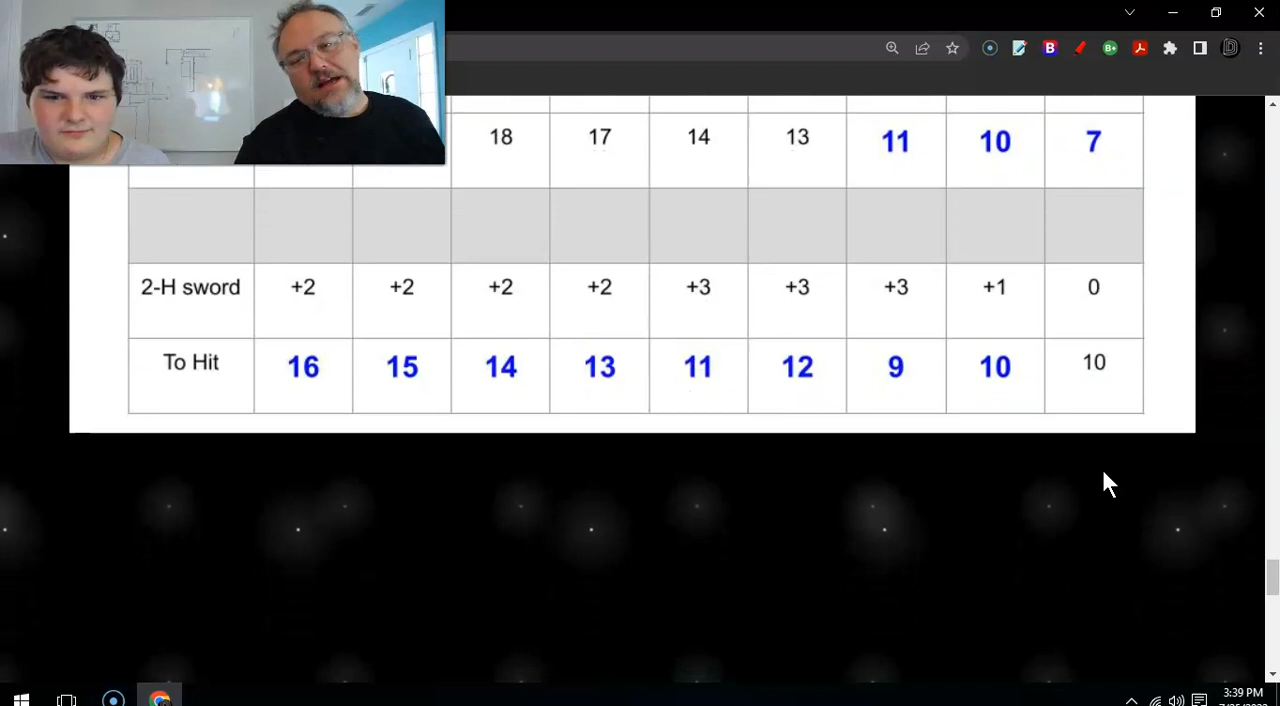 18 17 14 13 11 10 7
2-H sword +2 +2 +2 +2 +3 +3 +3 +1 0
To Hit 16 15 14 13 11 12 9 10 10
3:39 PM